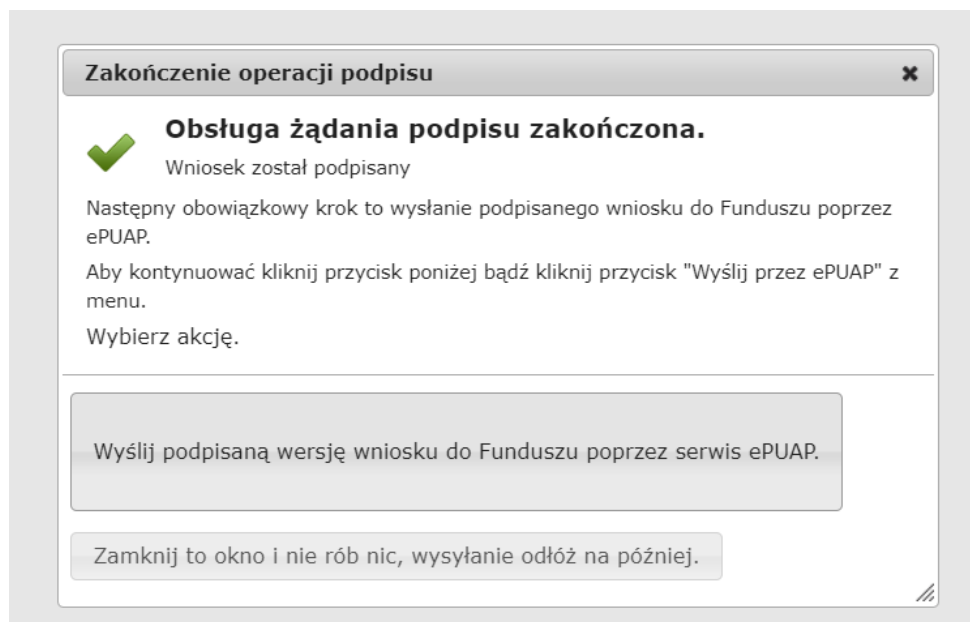 Zakończenie operacji podpisu
Obsługa żądania podpisu zakończona.
Wniosek został podpisany
Następny obowiązkowy krok to wysłanie podpisanego wniosku do Funduszu poprzez
ePUAP.
Aby kontynuować kliknij przycisk poniżej bądź kliknij przycisk "Wyślij przez ePUAP" z
menu.
Wybierz akcję.
Wyślij podpisaną wersję wniosku do Funduszu poprzez serwis ePUAP.
Zamknij to okno i nie rób nic, wysyłanie odłóż na później.